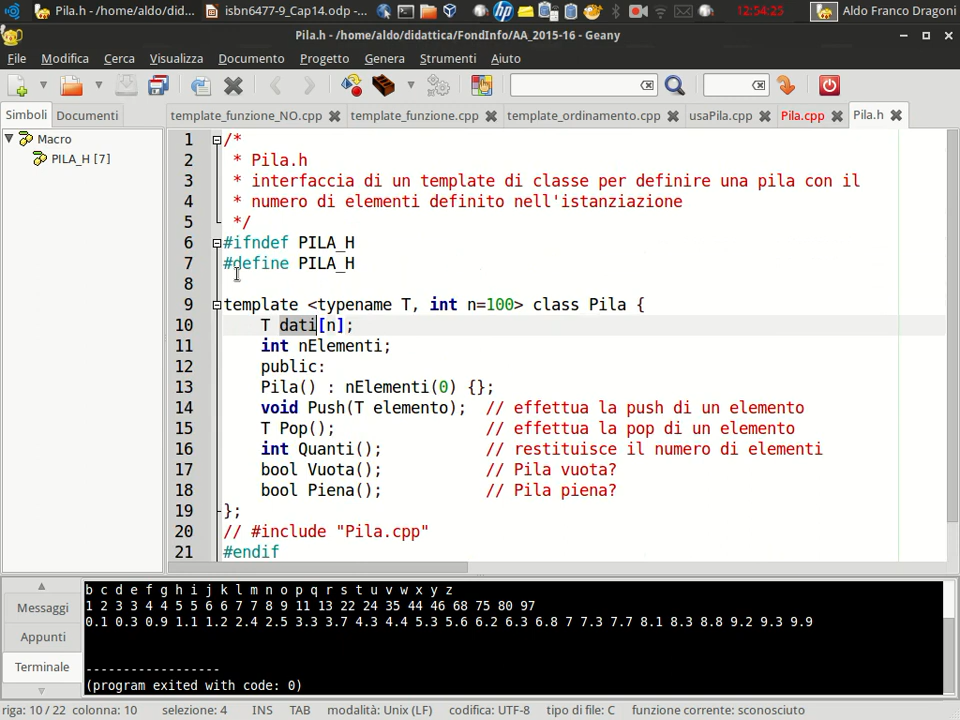 Pila.h - /home/aldo/did...
isbn6477-9_Cap14.odp -...
12:54:25
Aldo Franco Dragoni
Pila.h - /home/aldo/didattica/FondInfo/AA_2015-16 - Geany
File Modifica Cerca Visualizza Documento Progetto Genera Strumenti Aiuto
Simboli Documenti
template_funzione_NO.cpp template_funzione.cpp template_ordinamento.cpp usaPila.cpp Pila.cpp Pila.h
Macro
PILA_H [7]
1 /*
2 * Pila.h
3 * interfaccia di un template di classe per definire una pila con il
4 * numero di elementi definito nell'istanziazione
5 */
6 #ifndef PILA_H
7 #define PILA_H
8
9 template <typename T, int n=100> class Pila {
10 T dati[n];
11 int nElementi;
12 public:
13 Pila() : nElementi(0) {};
14 void Push(T elemento); // effettua la push di un elemento
15 T Pop(); // effettua la pop di un elemento
16 int Quanti(); // restituisce il numero di elementi
17 bool Vuota(); // Pila vuota?
18 bool Piena(); // Pila piena?
19 };
20 // #include "Pila.cpp"
21 #endif
Messaggi
Appunti
Terminale
b c d e f g h i j k l m n o p q r s t u v w x y z
1 2 3 3 4 4 5 5 6 6 7 7 8 9 11 13 22 24 35 44 46 68 75 80 97
0.1 0.3 0.9 1.1 1.2 2.4 2.5 3.3 3.7 4.3 4.4 5.3 5.6 6.2 6.3 6.8 7 7.3 7.7 8.1 8.3 8.8 9.2 9.3 9.9
------------------
(program exited with code: 0)
riga: 10 / 22 colonna: 10 selezione: 4 INS TAB modalità: Unix (LF) codifica: UTF-8 tipo di file: C funzione corrente: sconosciuto